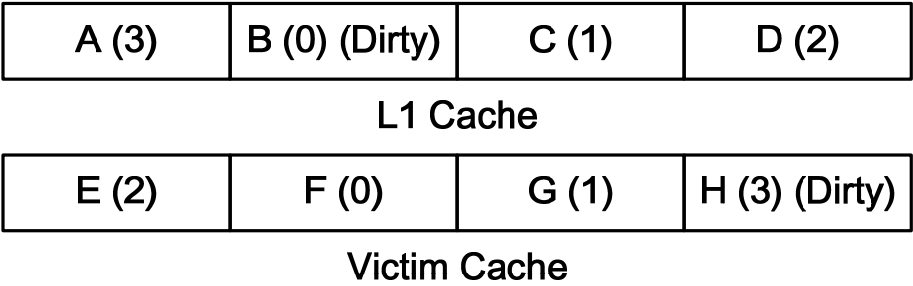 A (3) B (0) (Dirty) C (1) D (2)
L1 Cache
E (2) F (0) G (1) H (3) (Dirty)
Victim Cache